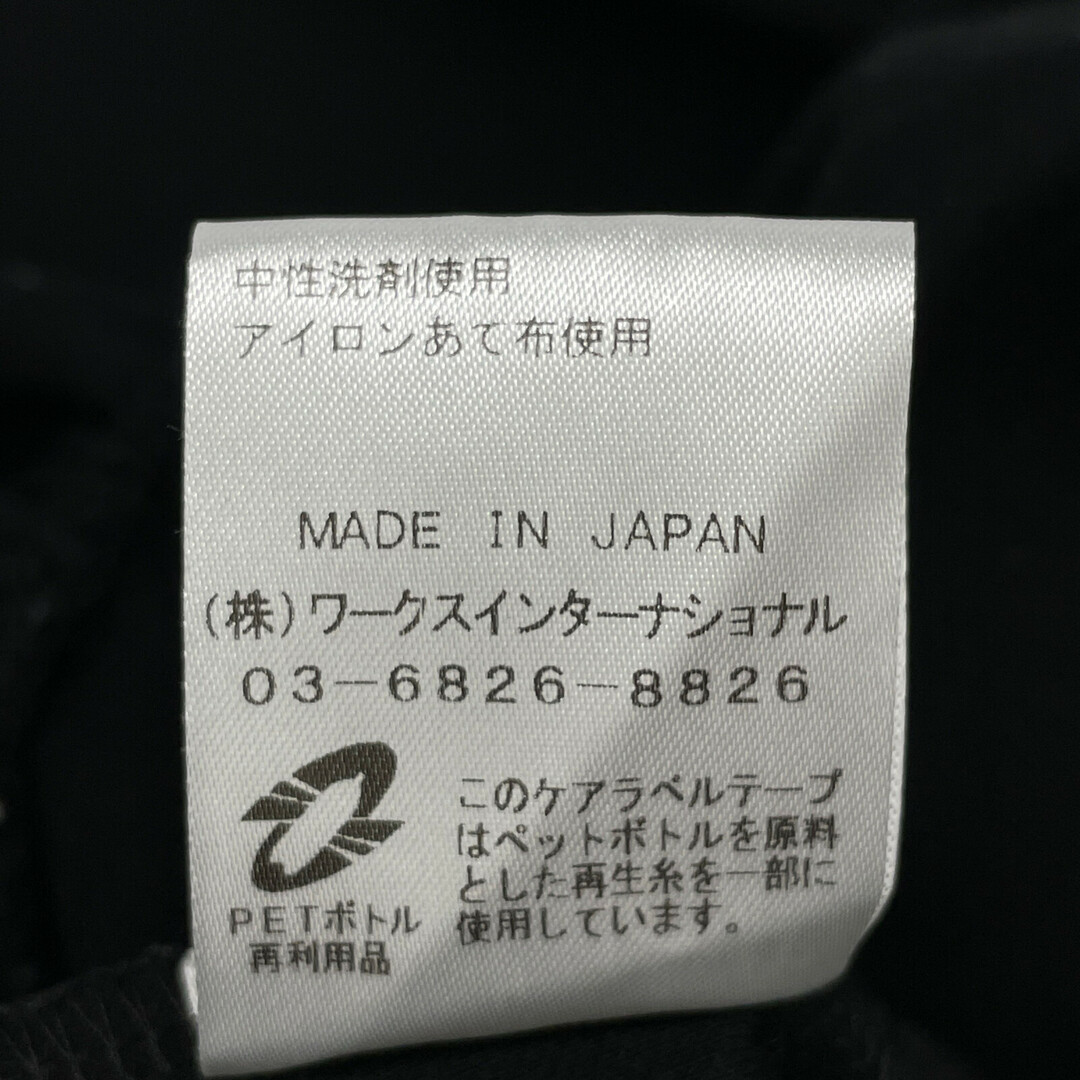 中性洗剤使用
アイロンあて布使用
MADE IN JAPAN
(株)ワークスインターナショナル
03-6826-8826
このケアラベルテープ
はペットボトルを原料
とした再生糸を一部に
使用しています。
PETボトル
再利用品